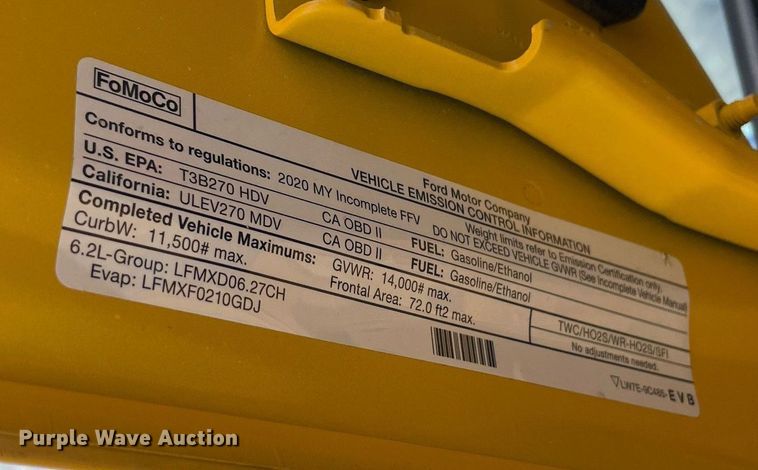 FoMoCo
Ford Motor Company
VEHICLE EMISSION CONTROL INFORMATION
Conforms to regulations: 2020 MY Incomplete FFV
Weight limits refer to Emission Certification only.
DO NOT EXCEED VEHICLE GVWR (See Incomplete Vehicle Manual)
U.S. EPA: T3B270 HDV CA OBD II FUEL: Gasoline/Ethanol
California: ULEV270 MDV CA OBD II FUEL: Gasoline/Ethanol
Completed Vehicle Maximums: GVWR: 14,000# max.
CurbW: 11,500# max. Frontal Area: 72.0 ft2 max.
6.2L-Group: LFMXD06.27CH
Evap: LFMXF0210GDJ
TWC/HO2S/WR-HO2S/SFI
No adjustments needed.
LW7E-9C485-EVB
Purple Wave Auction